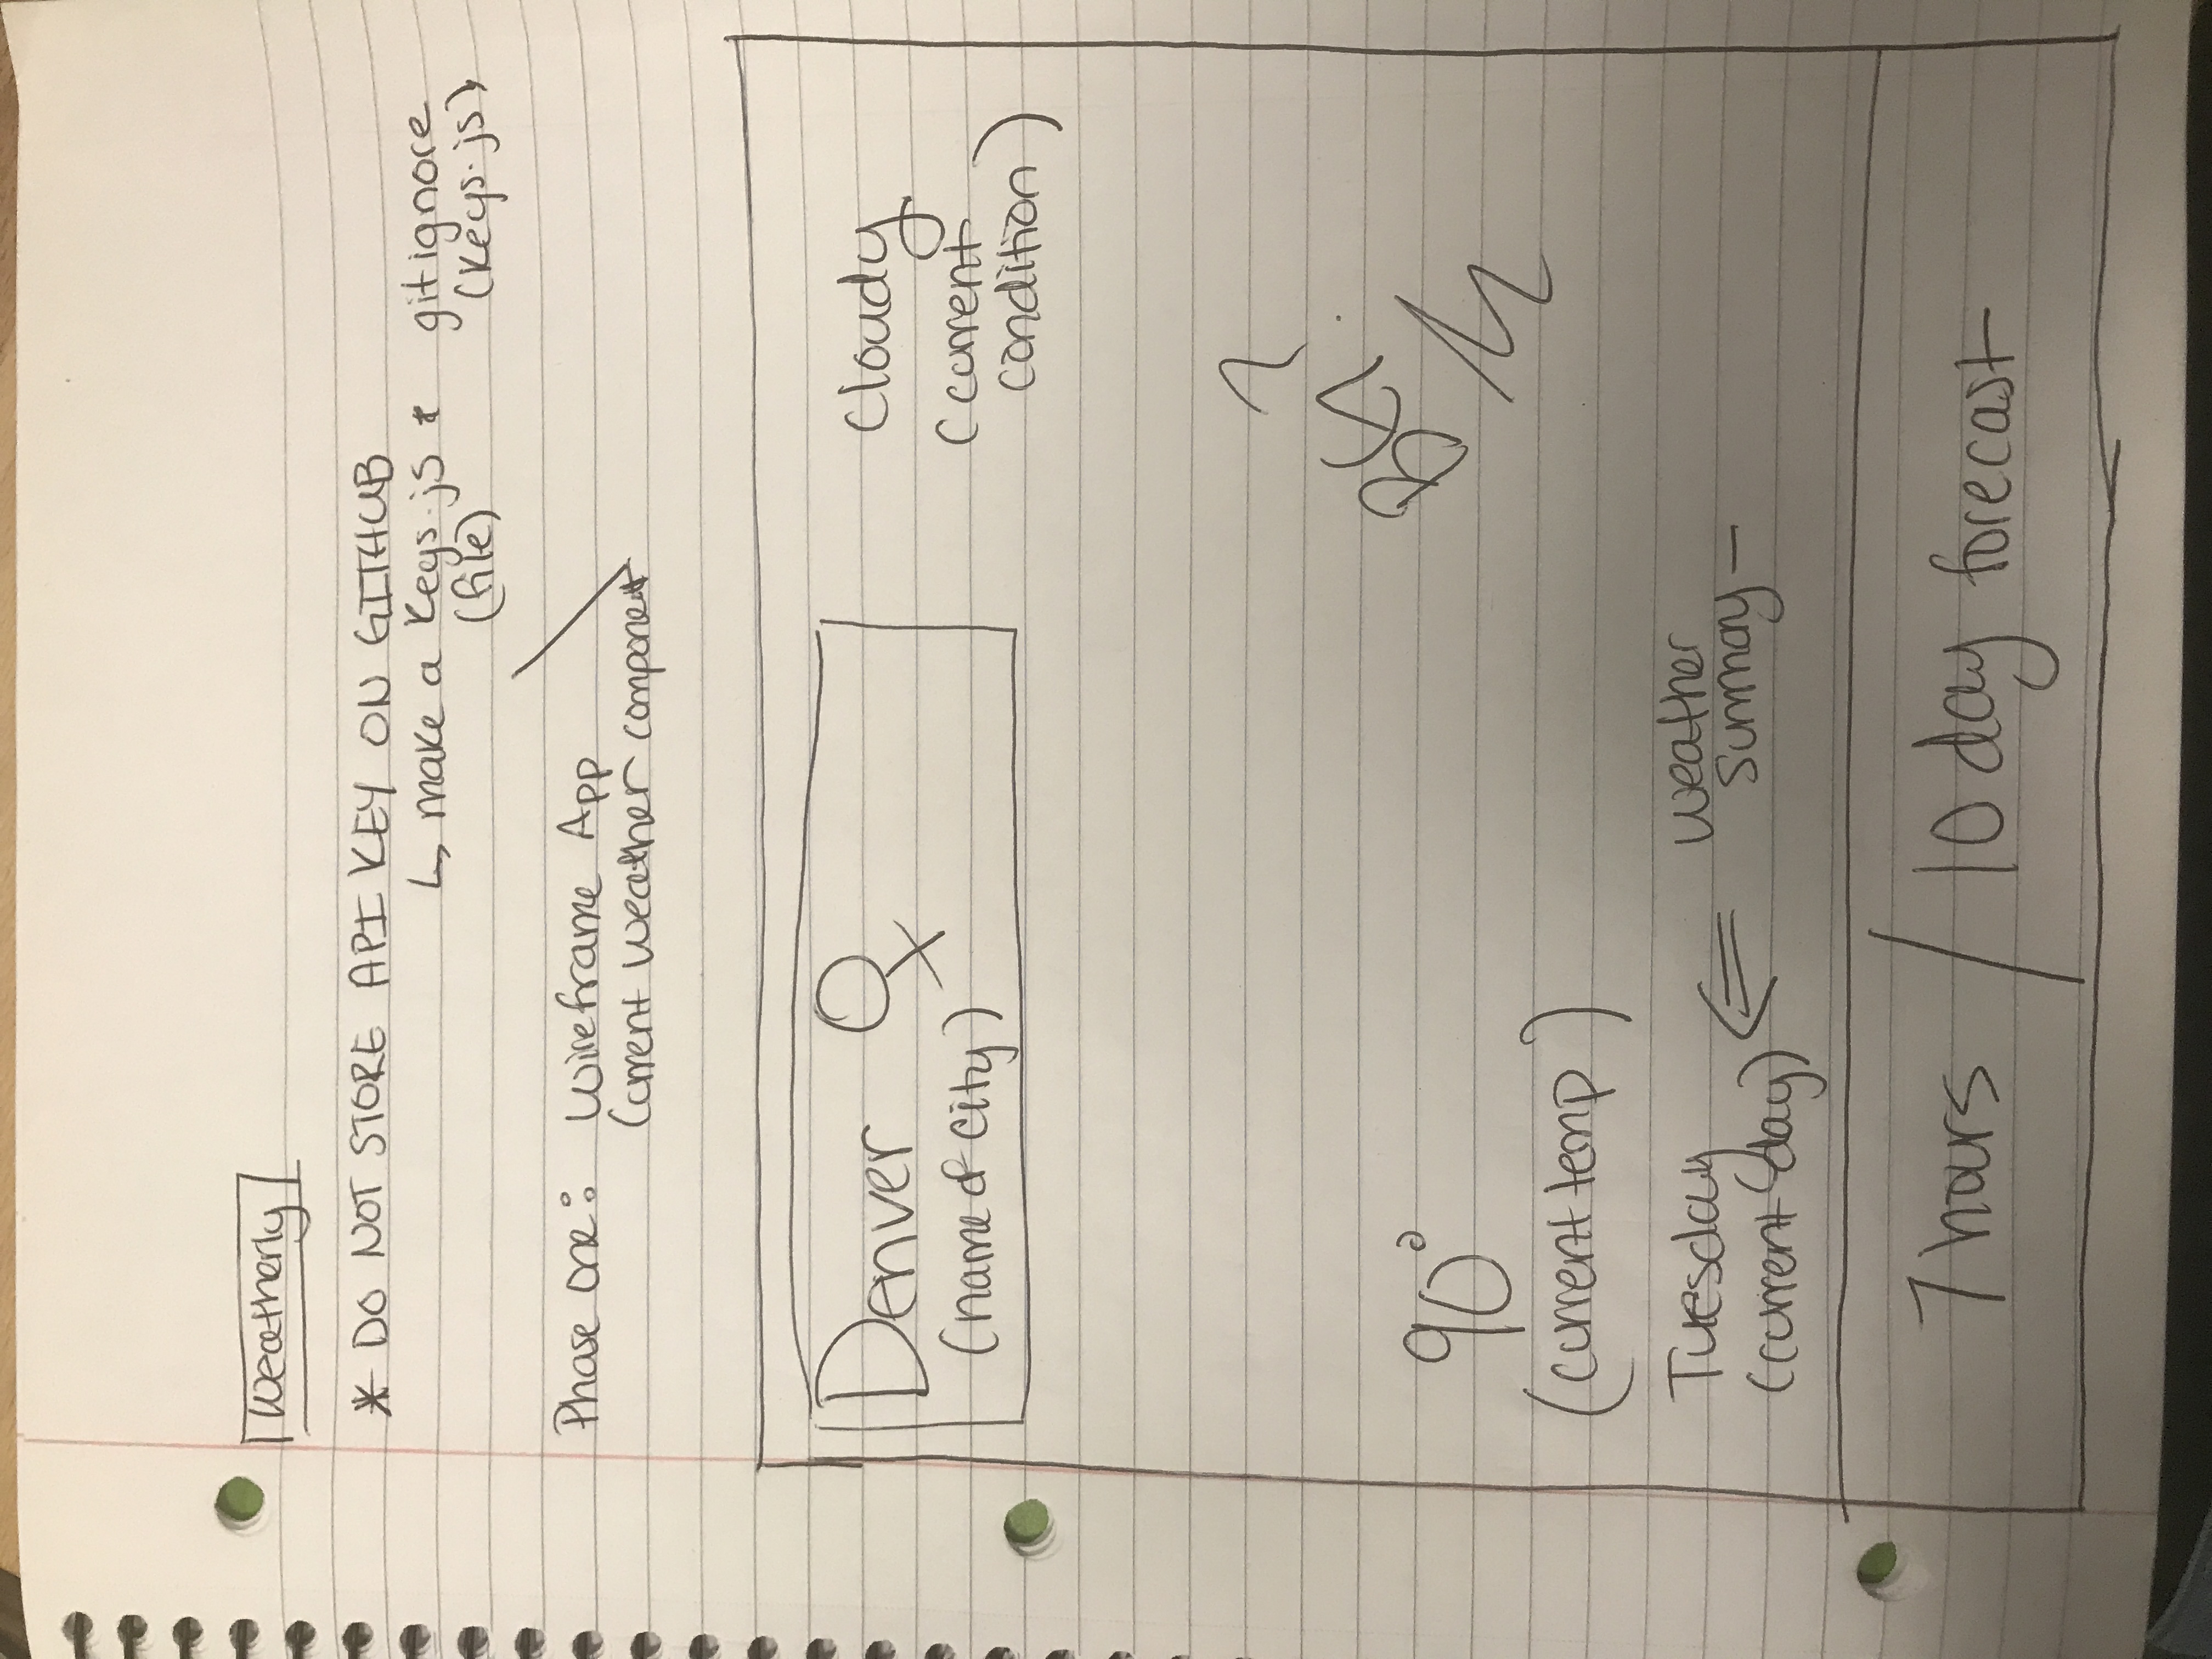 Weatherly
* DO NOT STORE API KEY ON GITHUB
↳ make a keys.js + gitignore
(file) (keys.js)
Phase one: Wireframe App
Current Weather component
Denver
(name of city)
Cloudy
(current
condition)
90°
(current temp)
Tuesday
(current day)
Weather
Summary —
7 hours / 10 day forecast